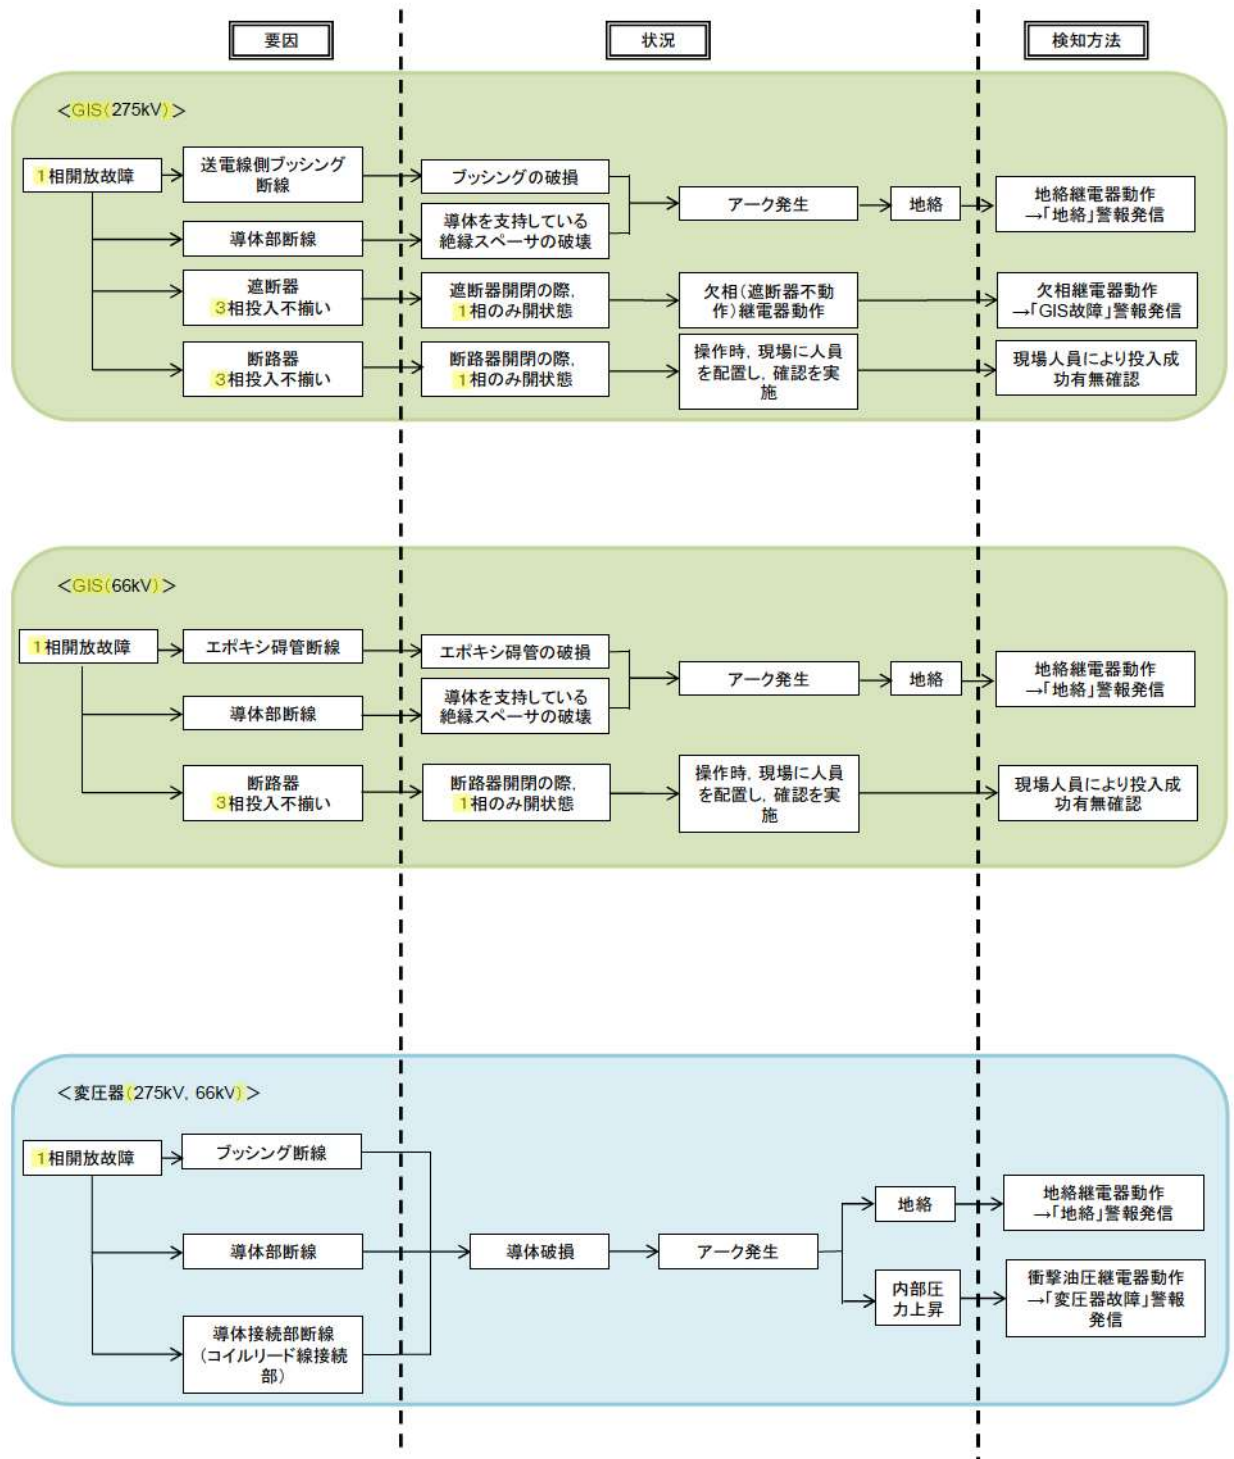 要因
状況
検知方法
＜GIS(275kV)＞
1相開放故障
送電線側ブッシング
断線
ブッシングの破損
アーク発生
地絡
地絡継電器動作
→「地絡」警報発信
導体部断線
導体を支持している
絶縁スペーサの破壊
遮断器
3相投入不揃い
遮断器開閉の際，
1相のみ開状態
欠相（遮断器不動
作）継電器動作
欠相継電器動作
→「GIS故障」警報発信
断路器
3相投入不揃い
断路器開閉の際，
1相のみ開状態
操作時，現場に人員
を配置し，確認を実
施
現場人員により投入成
功有無確認
＜GIS(66kV)＞
1相開放故障
エポキシ碍管断線
エポキシ碍管の破損
アーク発生
地絡
地絡継電器動作
→「地絡」警報発信
導体部断線
導体を支持している
絶縁スペーサの破壊
断路器
3相投入不揃い
断路器開閉の際，
1相のみ開状態
操作時，現場に人員
を配置し，確認を実
施
現場人員により投入成
功有無確認
＜変圧器(275kV，66kV)＞
1相開放故障
ブッシング断線
導体部断線
導体接続部断線
（コイルリード線接続
部）
導体破損
アーク発生
地絡
地絡継電器動作
→「地絡」警報発信
内部圧
力上昇
衝撃油圧継電器動作
→「変圧器故障」警報
発信